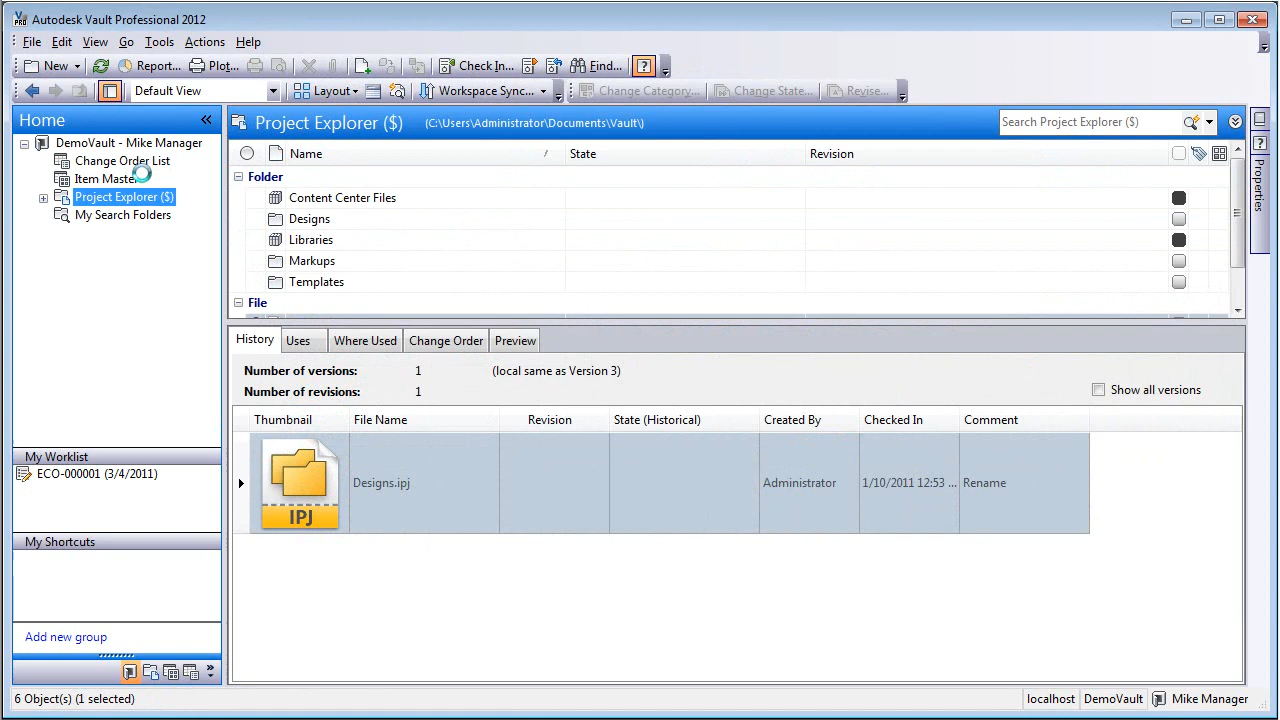 Autodesk Vault Professional 2012
File Edit View Go Tools Actions Help
New Report... Plot... Check In... Find...
Default View Layout Workspace Sync... Change Category... Change State... Revise...
Home
DemoVault - Mike Manager
Change Order List
Item Master
Project Explorer ($)
My Search Folders
My Worklist
ECO-000001 (3/4/2011)
My Shortcuts
Add new group
Project Explorer ($) (C:\Users\Administrator\Documents\Vault\) Search Project Explorer ($)
Name / State Revision
Folder
Content Center Files
Designs
Libraries
Markups
Templates
File
Properties
History Uses Where Used Change Order Preview
Number of versions: 1 (local same as Version 3)
Number of revisions: 1 Show all versions
Thumbnail File Name Revision State (Historical) Created By Checked In Comment
IPJ Designs.ipj Administrator 1/10/2011 12:53 ... Rename
6 Object(s) (1 selected) localhost DemoVault Mike Manager